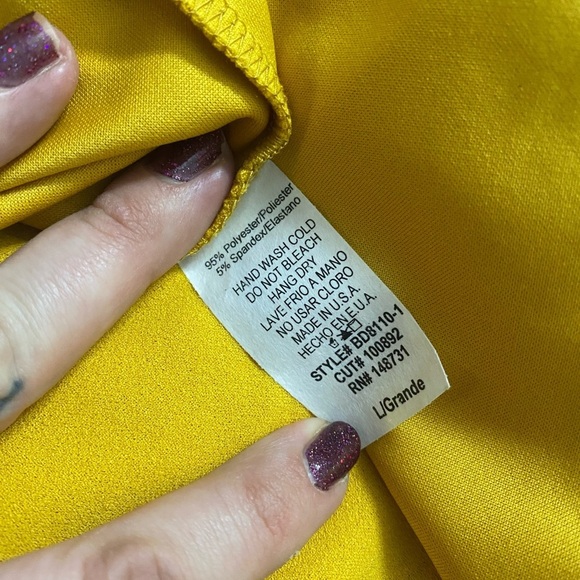 95% Polyester/Poliester
5% Spandex/Elastano
HAND WASH COLD
DO NOT BLEACH
HANG DRY
LAVE FRIO A MANO
NO USAR CLORO
MADE IN U.S.A.
HECHO EN E.U.A.
STYLE# BD8110-1
CUT# 100892
RN# 148731
L/Grande